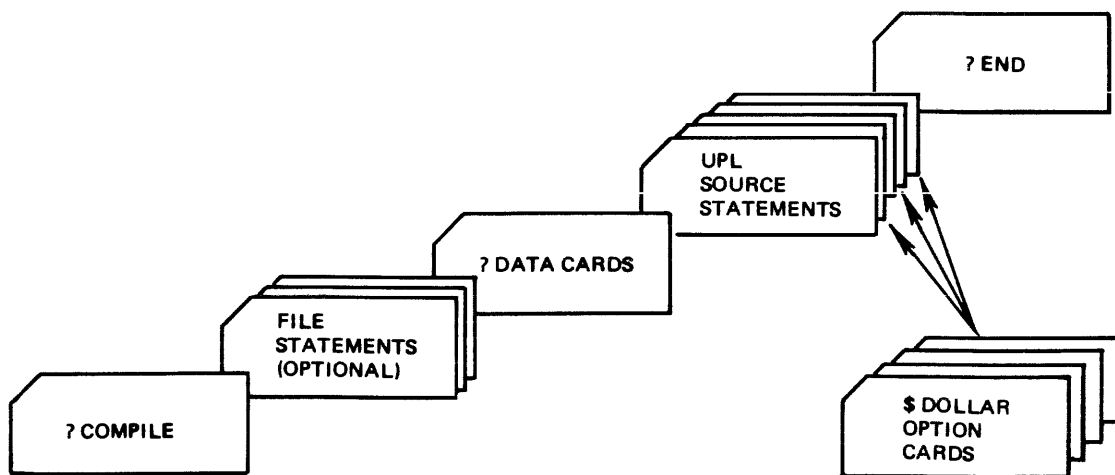 ? END
UPL
SOURCE
STATEMENTS
? DATA CARDS
FILE
STATEMENTS
(OPTIONAL)
? COMPILE
$ DOLLAR
OPTION
CARDS